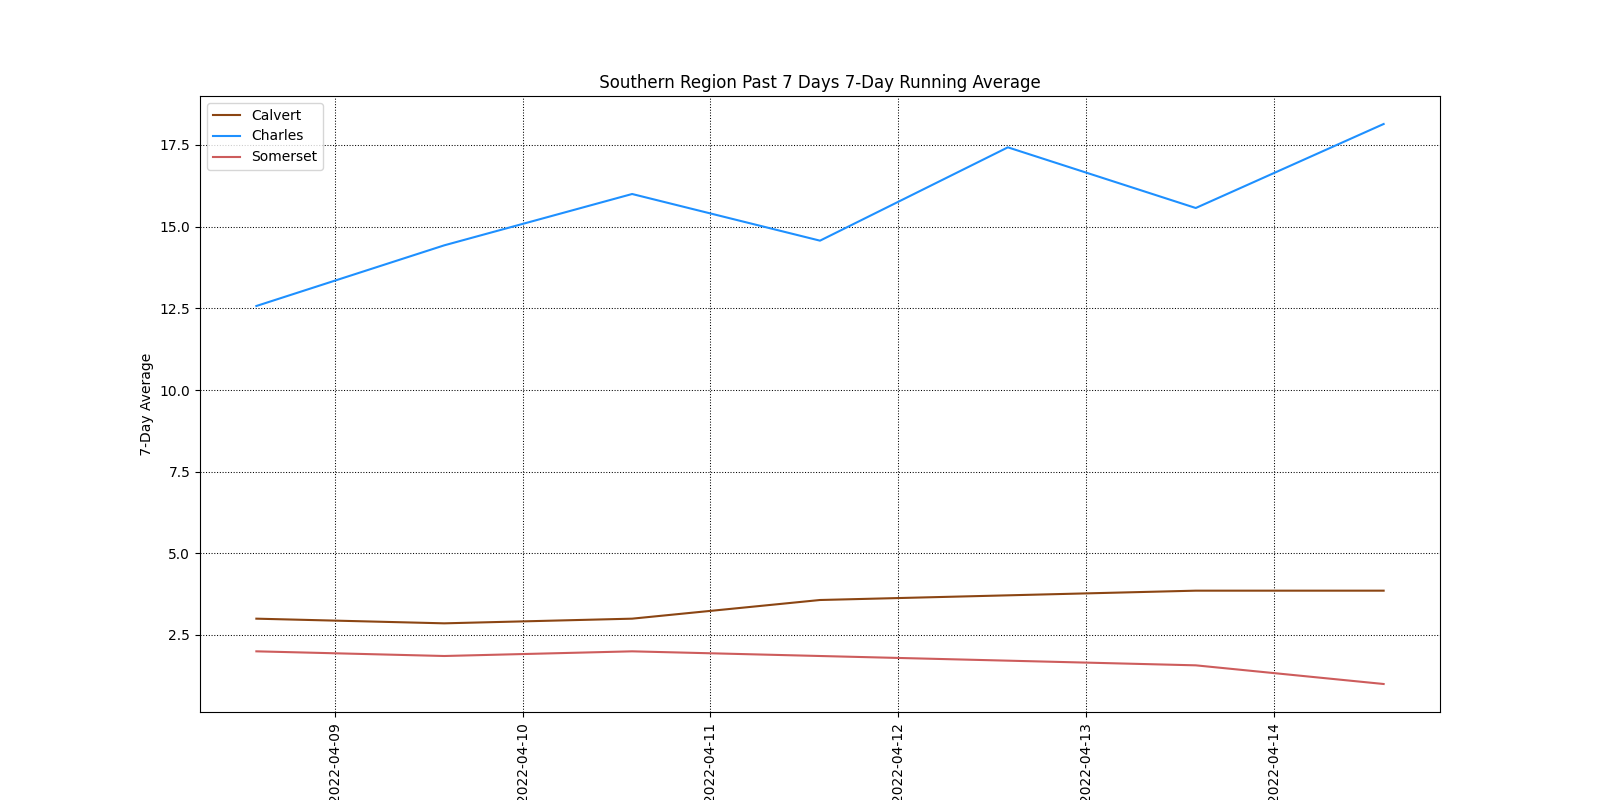 Southern Region Past 7 Days 7-Day Running Average
Calvert
Charles
Somerset
17.5
15.0
12.5
10.0
7.5
5.0
2.5
7-Day Average
2022-04-09
2022-04-10
2022-04-11
2022-04-12
2022-04-13
2022-04-14